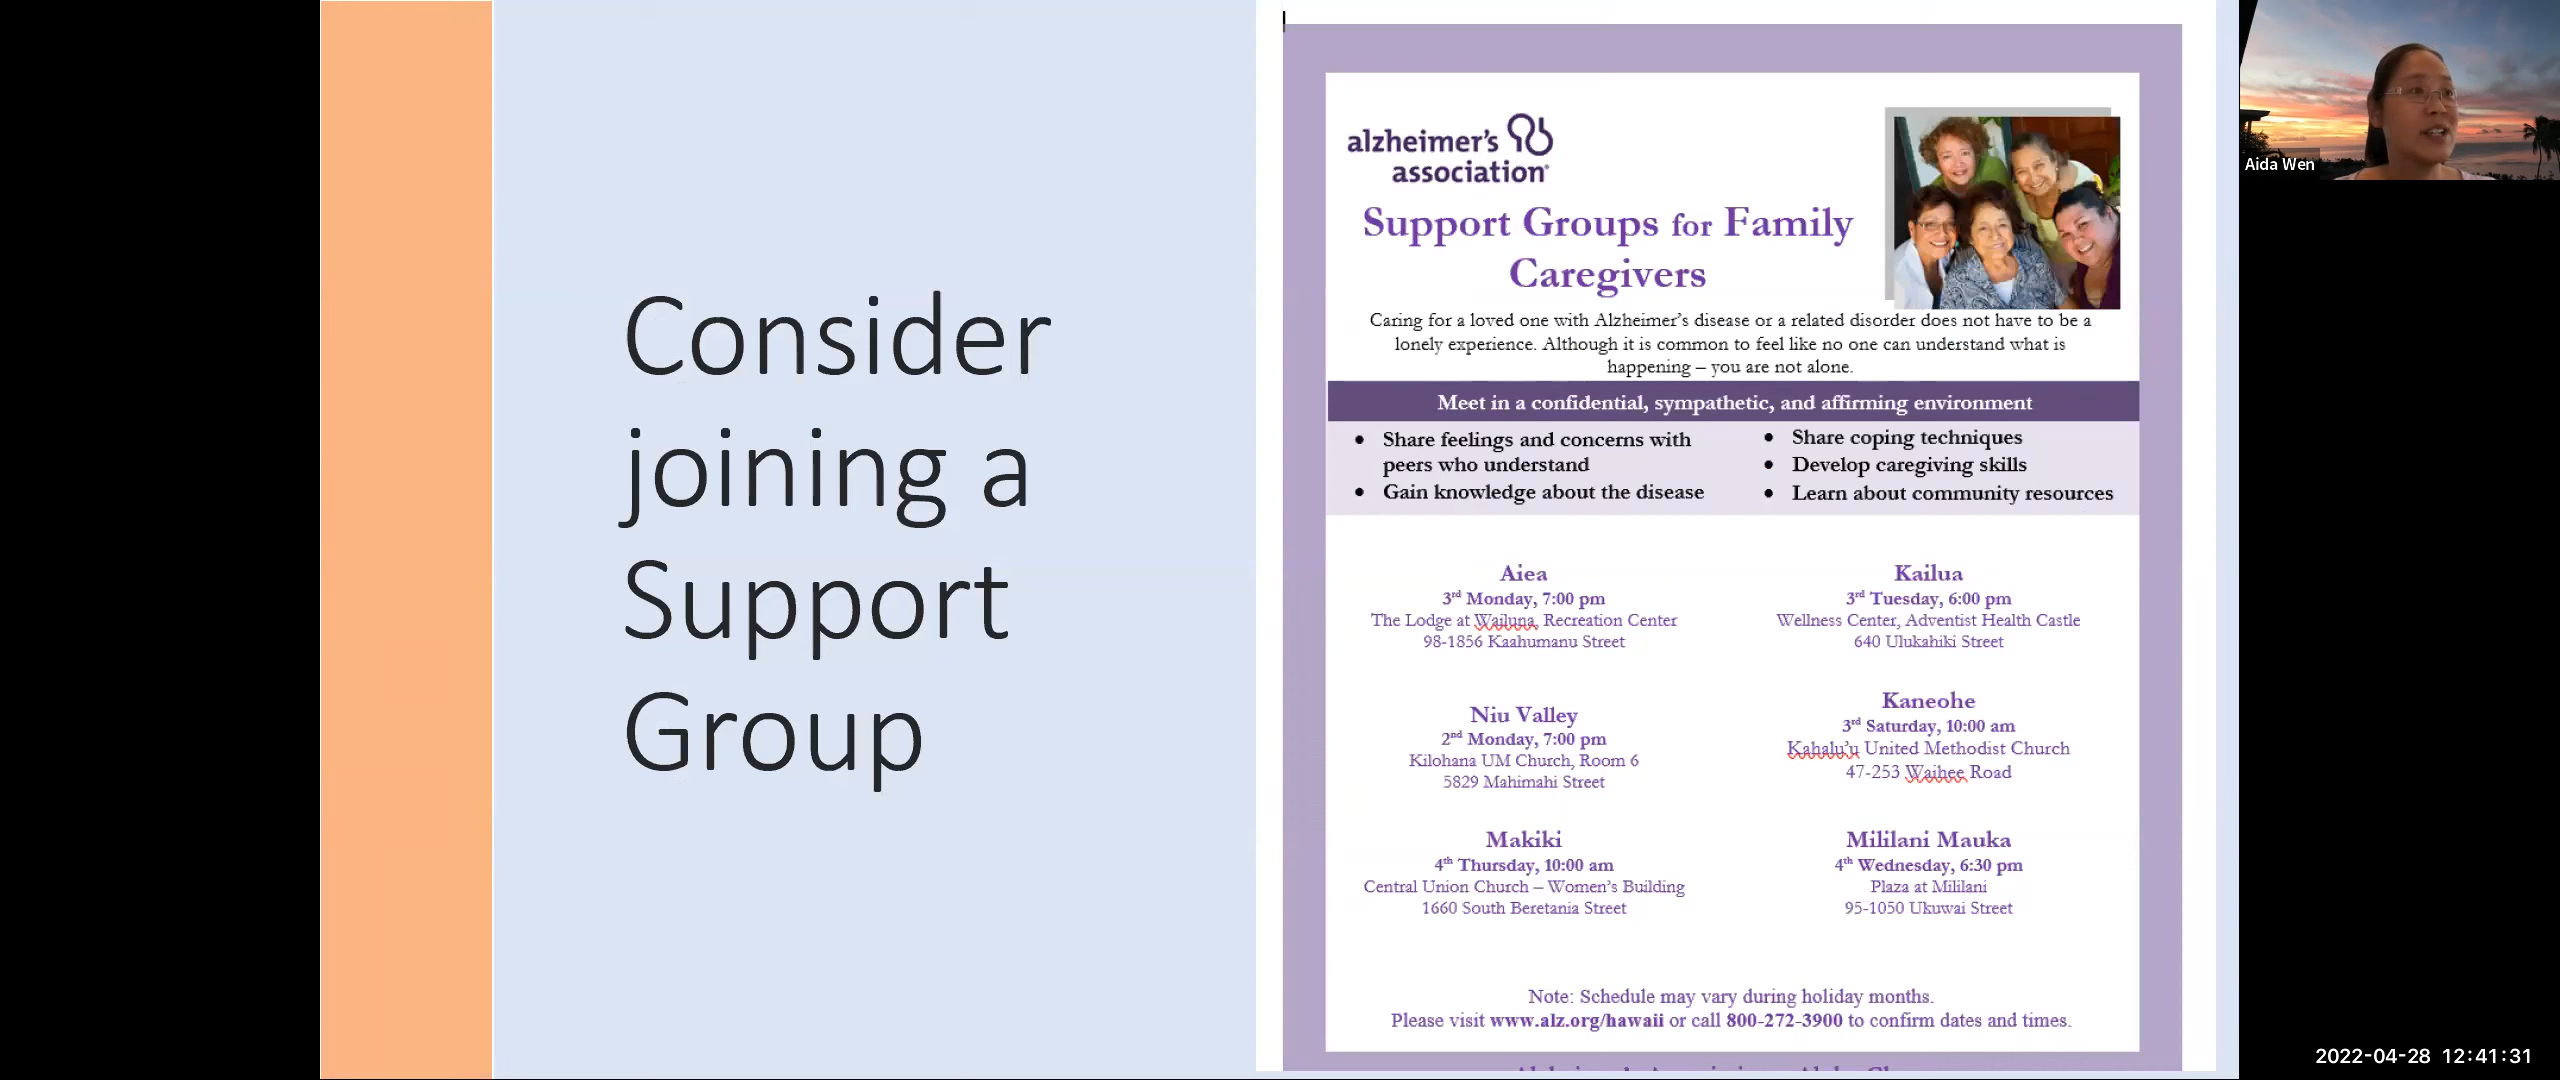 Consider
joining a
Support
Group
alzheimer's
association®
Support Groups for Family
Caregivers
Caring for a loved one with Alzheimer's disease or a related disorder does not have to be a
lonely experience. Although it is common to feel like no one can understand what is
happening – you are not alone.
Meet in a confidential, sympathetic, and affirming environment
• Share feelings and concerns with
peers who understand
• Gain knowledge about the disease
• Share coping techniques
• Develop caregiving skills
• Learn about community resources
Aiea
3rd Monday, 7:00 pm
The Lodge at Wailuna, Recreation Center
98-1856 Kaahumanu Street
Kailua
3rd Tuesday, 6:00 pm
Wellness Center, Adventist Health Castle
640 Ulukahiki Street
Niu Valley
2nd Monday, 7:00 pm
Kilohana UM Church, Room 6
5829 Mahimahi Street
Kaneohe
3rd Saturday, 10:00 am
Kahalu'u United Methodist Church
47-253 Waihee Road
Makiki
4th Thursday, 10:00 am
Central Union Church – Women's Building
1660 South Beretania Street
Mililani Mauka
4th Wednesday, 6:30 pm
Plaza at Mililani
95-1050 Ukuwai Street
Note: Schedule may vary during holiday months.
Please visit www.alz.org/hawaii or call 800-272-3900 to confirm dates and times.
Aida Wen
2022-04-28 12:41:31